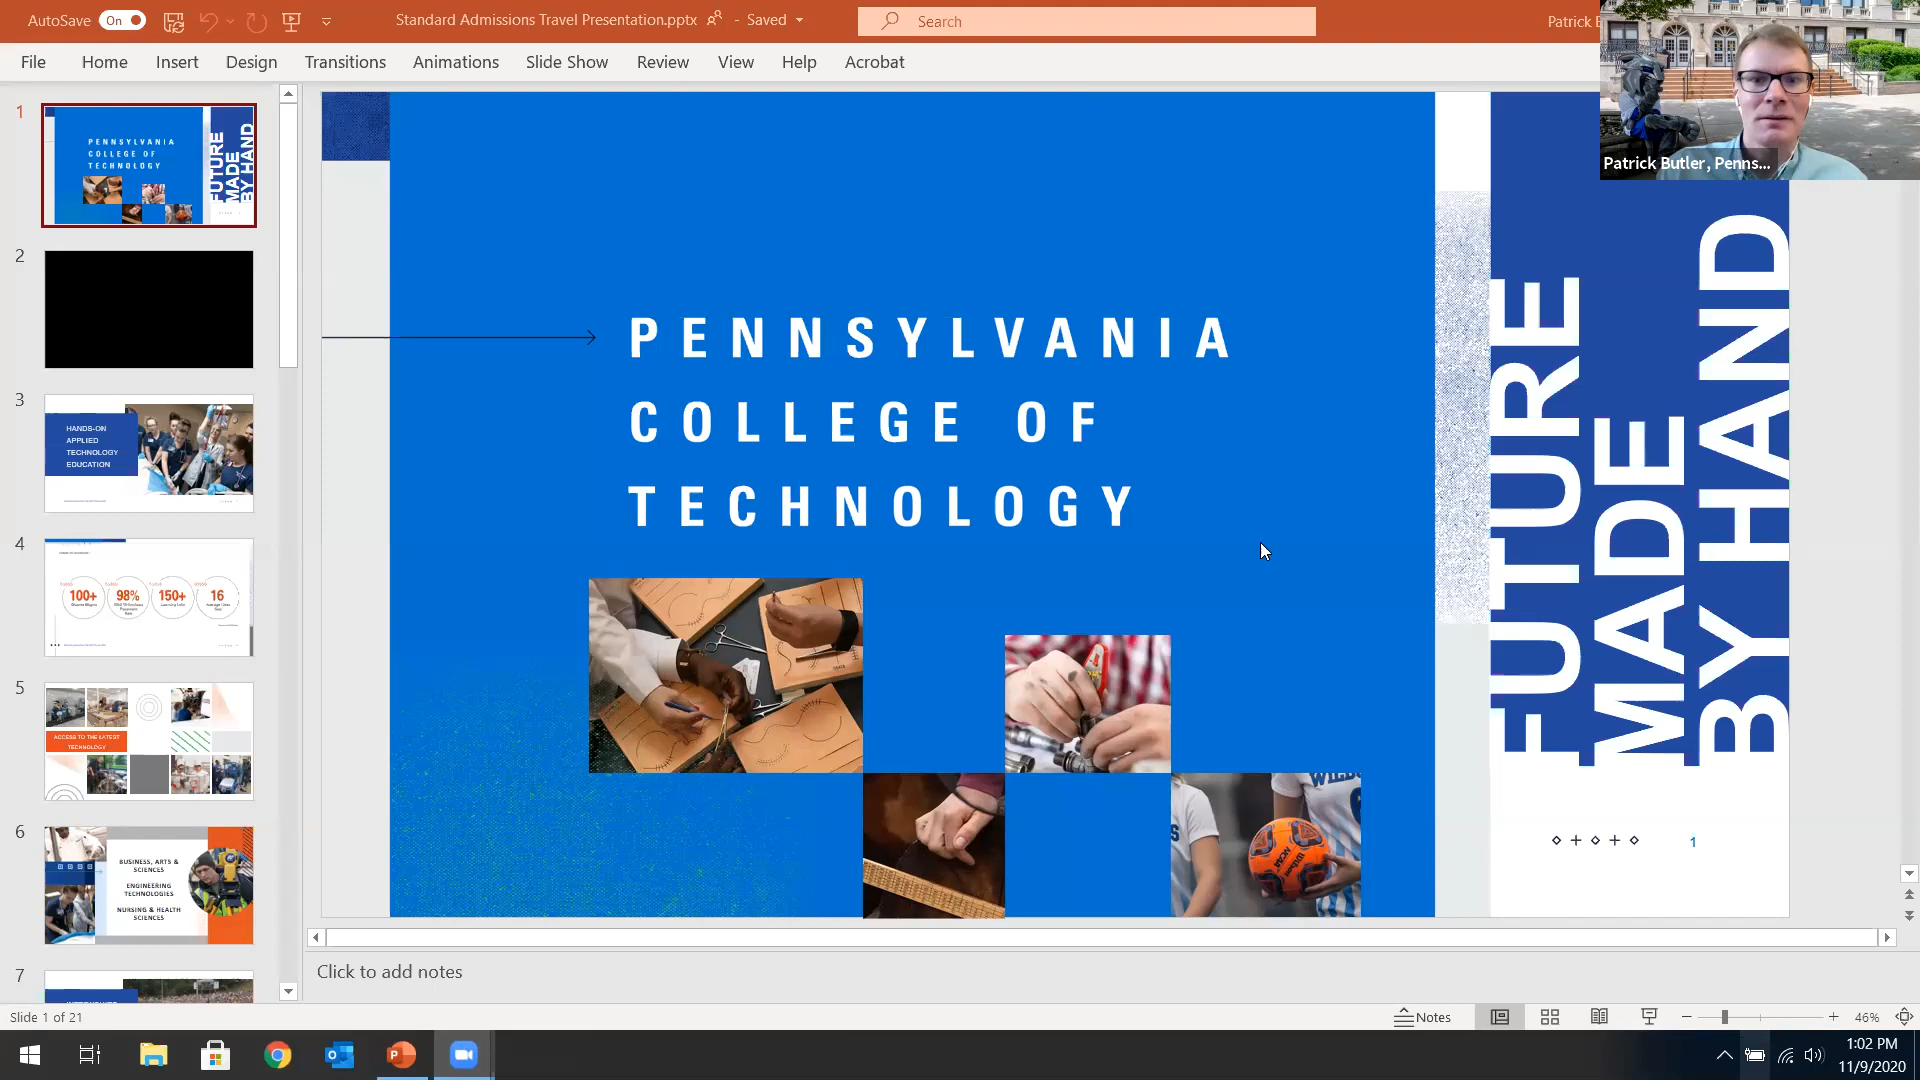 AutoSave On
Standard Admissions Travel Presentation.pptx - Saved
Search
Patrick B
File Home Insert Design Transitions Animations Slide Show Review View Help Acrobat
Patrick Butler, Penns...
1
PENNSYLVANIA
COLLEGE OF
TECHNOLOGY
FUTURE
MADE
BY HAND
2
3
HANDS-ON
APPLIED
TECHNOLOGY
EDUCATION
4
100+
98%
150+
16
5
ACCESS TO THE LATEST
TECHNOLOGY
6
BUSINESS, ARTS &
SCIENCES
ENGINEERING
TECHNOLOGIES
NURSING & HEALTH
SCIENCES
7
PENNSYLVANIA
COLLEGE OF
TECHNOLOGY
FUTURE
MADE
BY HAND
1
Click to add notes
Slide 1 of 21
Notes
46%
1:02 PM
11/9/2020